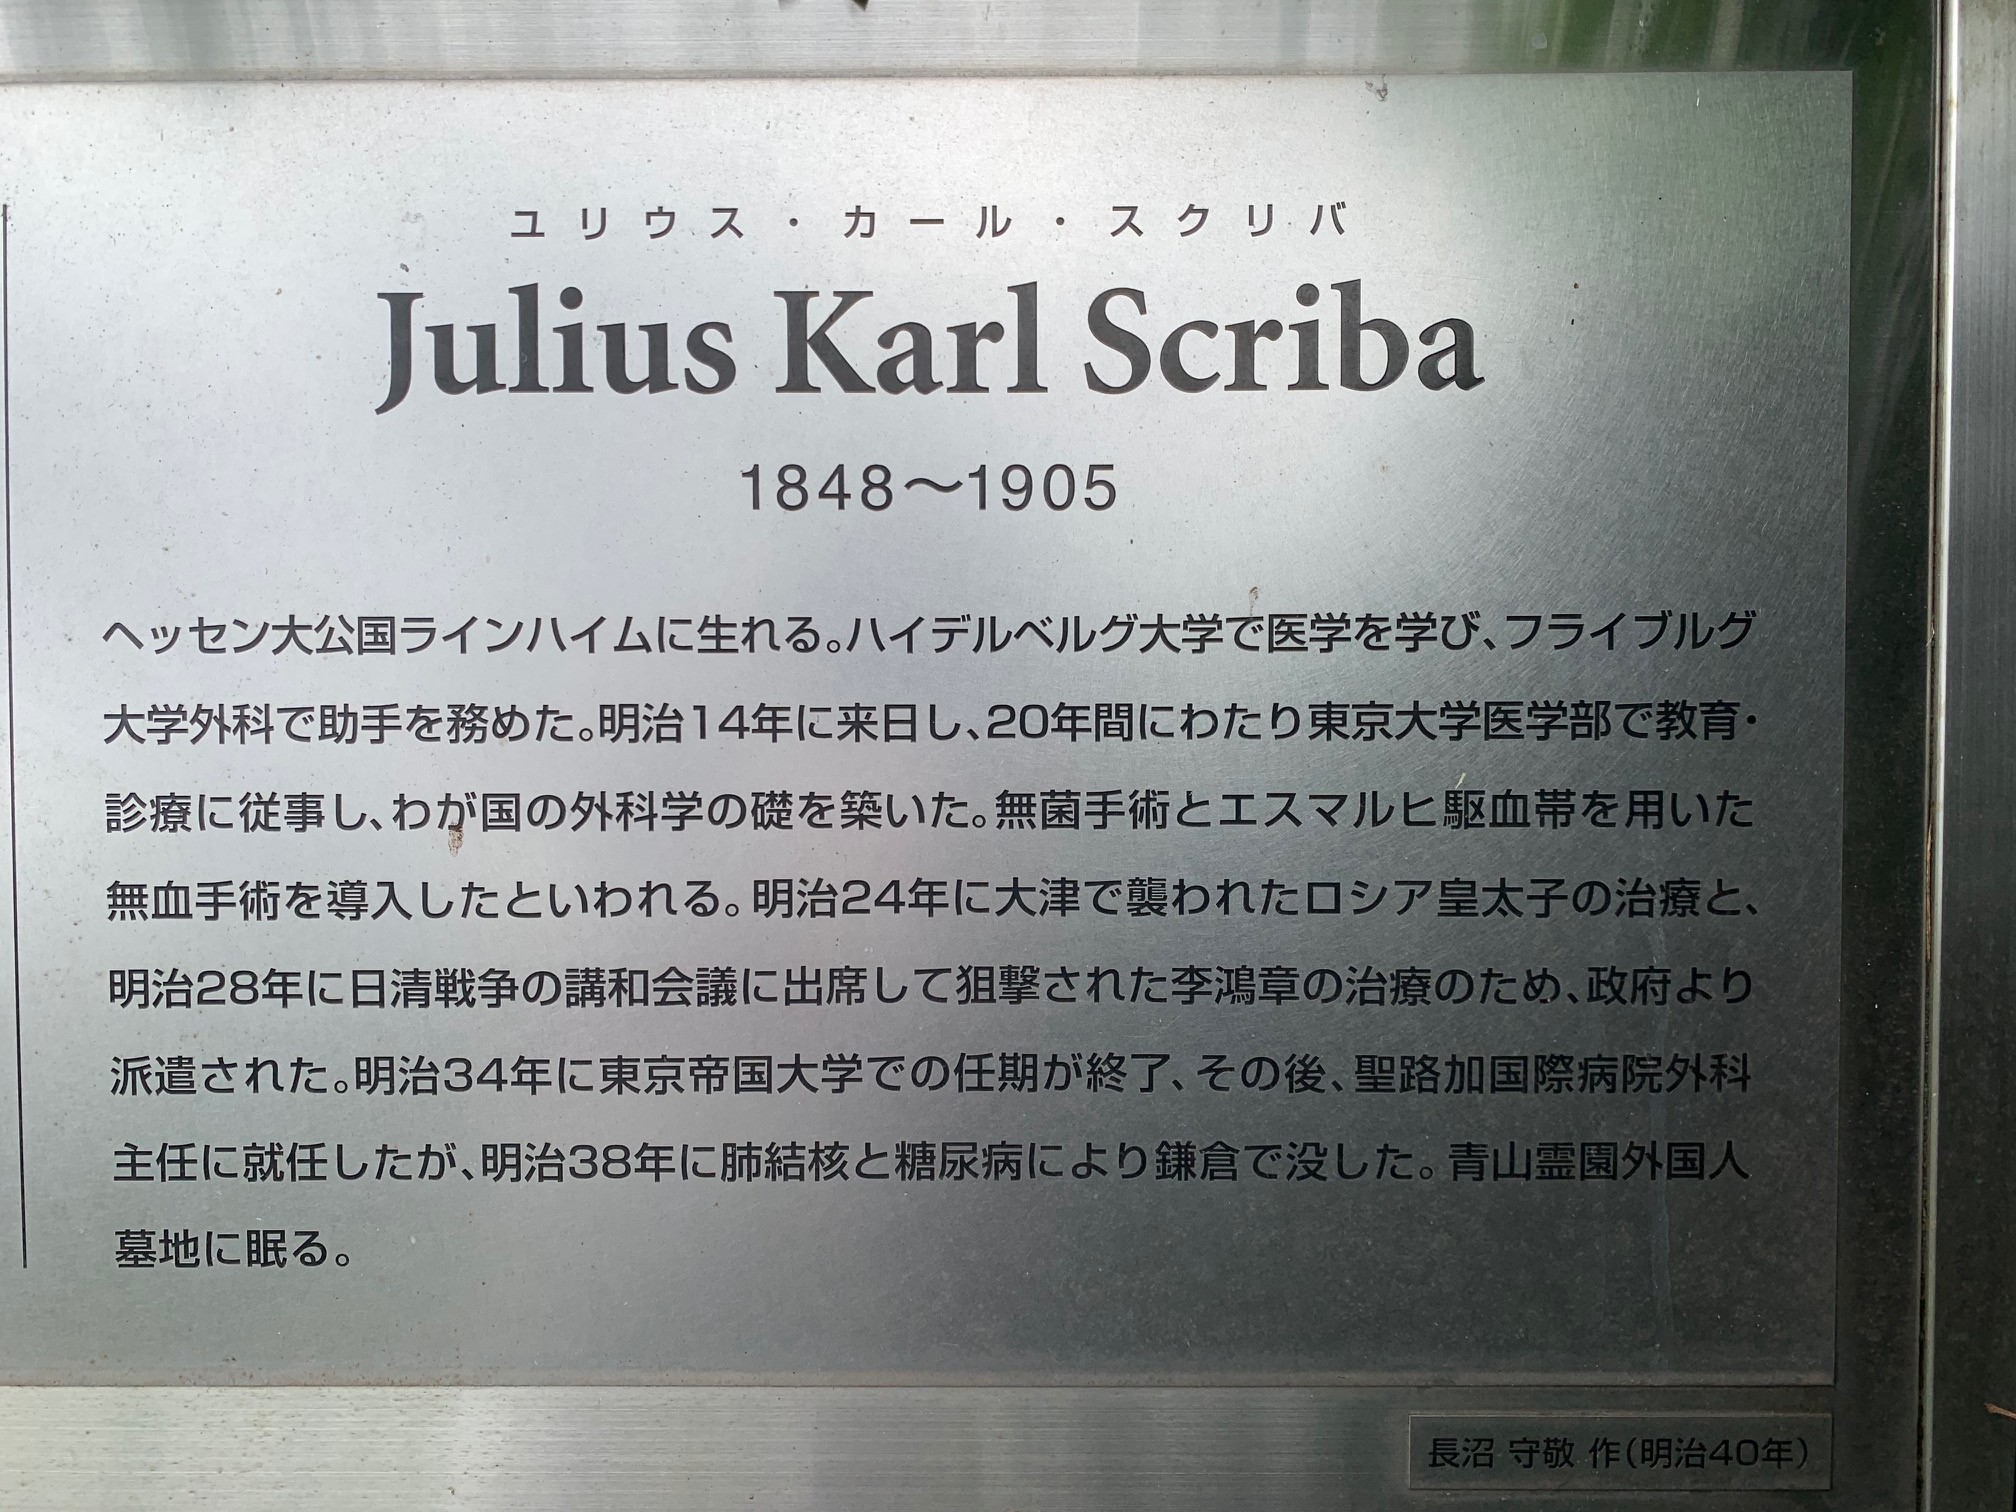 ユリウス・カール・スクリバ
Julius Karl Scriba
1848〜1905
ヘッセン大公国ラインハイムに生れる。ハイデルベルグ大学で医学を学び、フライブルグ
大学外科で助手を務めた。明治14年に来日し、20年間にわたり東京大学医学部で教育・
診療に従事し、わが国の外科学の礎を築いた。無菌手術とエスマルヒ駆血帯を用いた
無血手術を導入したといわれる。明治24年に大津で襲われたロシア皇太子の治療と、
明治28年に日清戦争の講和会議に出席して狙撃された李鴻章の治療のため、政府より
派遣された。明治34年に東京帝国大学での任期が終了、その後、聖路加国際病院外科
主任に就任したが、明治38年に肺結核と糖尿病により鎌倉で没した。青山霊園外国人
墓地に眠る。
長沼 守敬 作（明治40年）